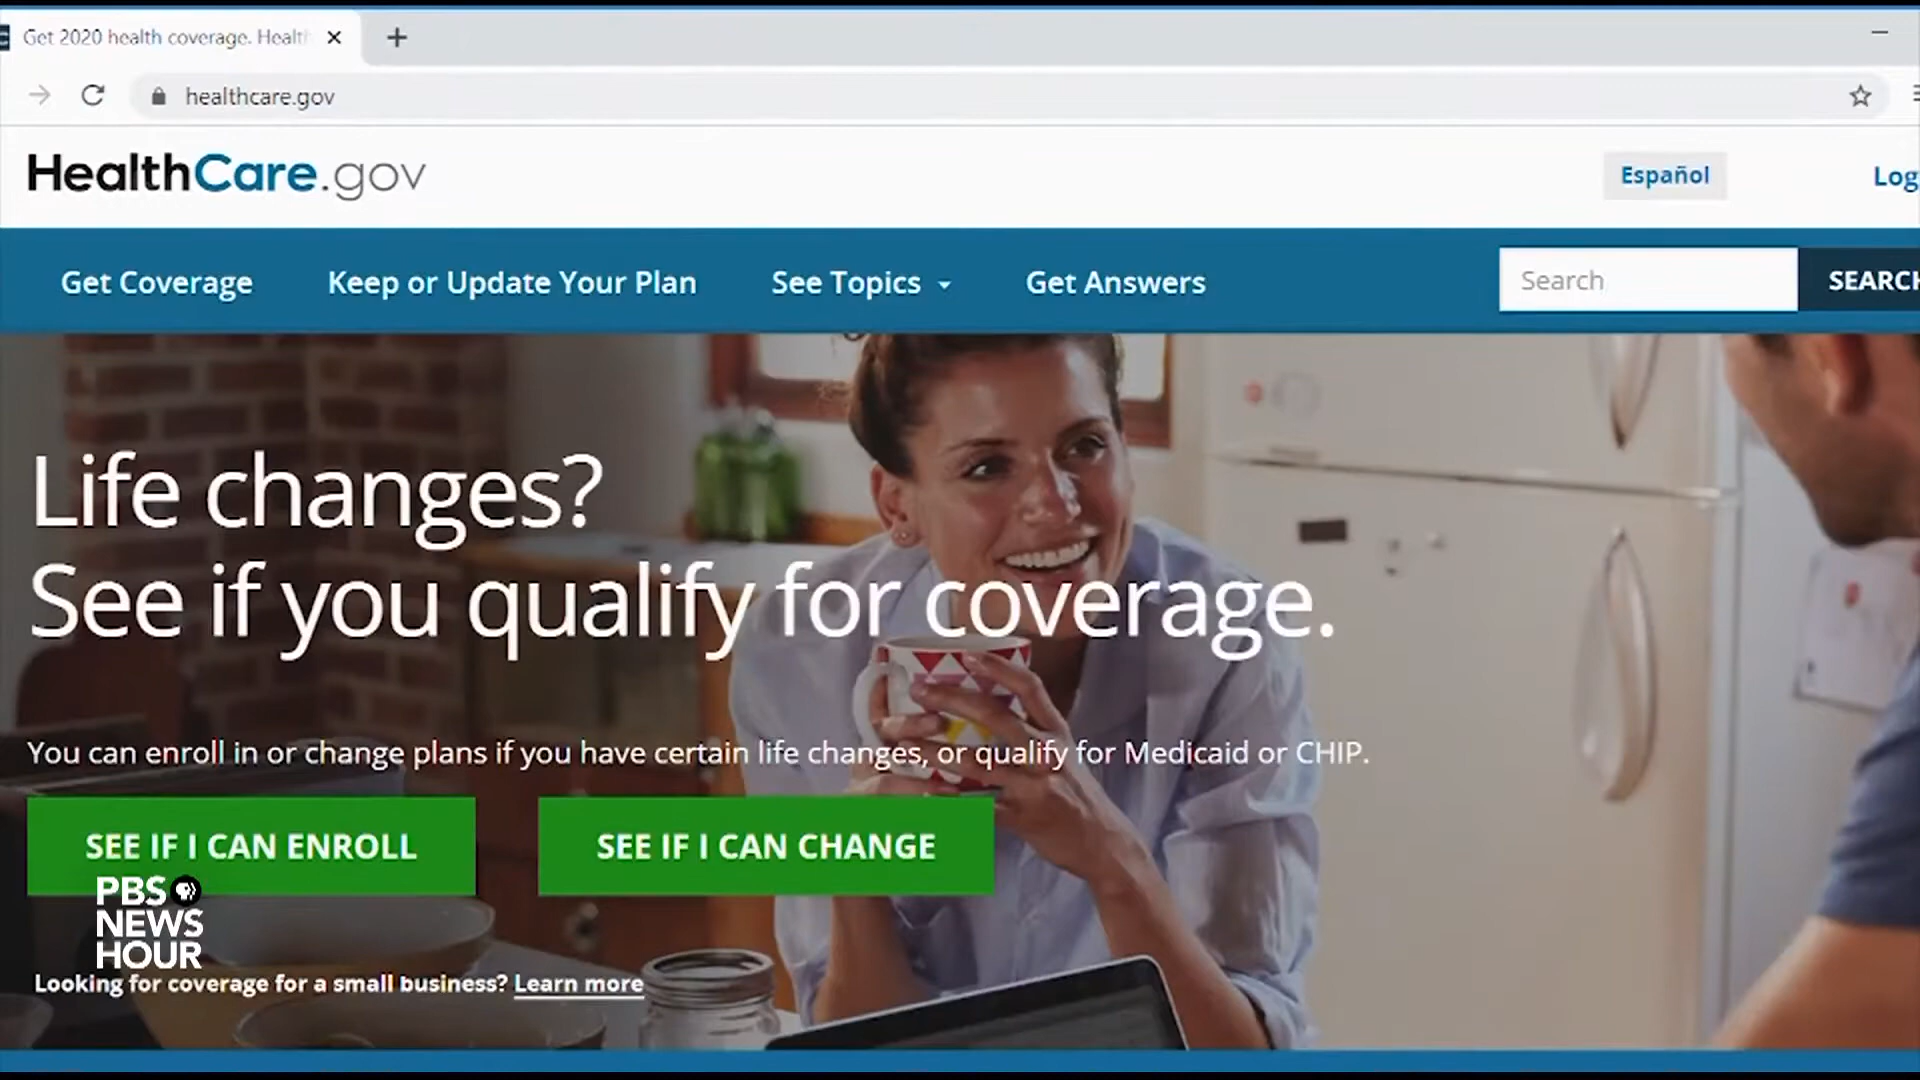 Get 2020 health coverage. Health
healthcare.gov
HealthCare.gov
Español
Log
Get Coverage
Keep or Update Your Plan
See Topics
Get Answers
Search
SEARCH
Life changes?
See if you qualify for coverage.
You can enroll in or change plans if you have certain life changes, or qualify for Medicaid or CHIP.
SEE IF I CAN ENROLL
SEE IF I CAN CHANGE
PBS
NEWS
HOUR
Looking for coverage for a small business? Learn more